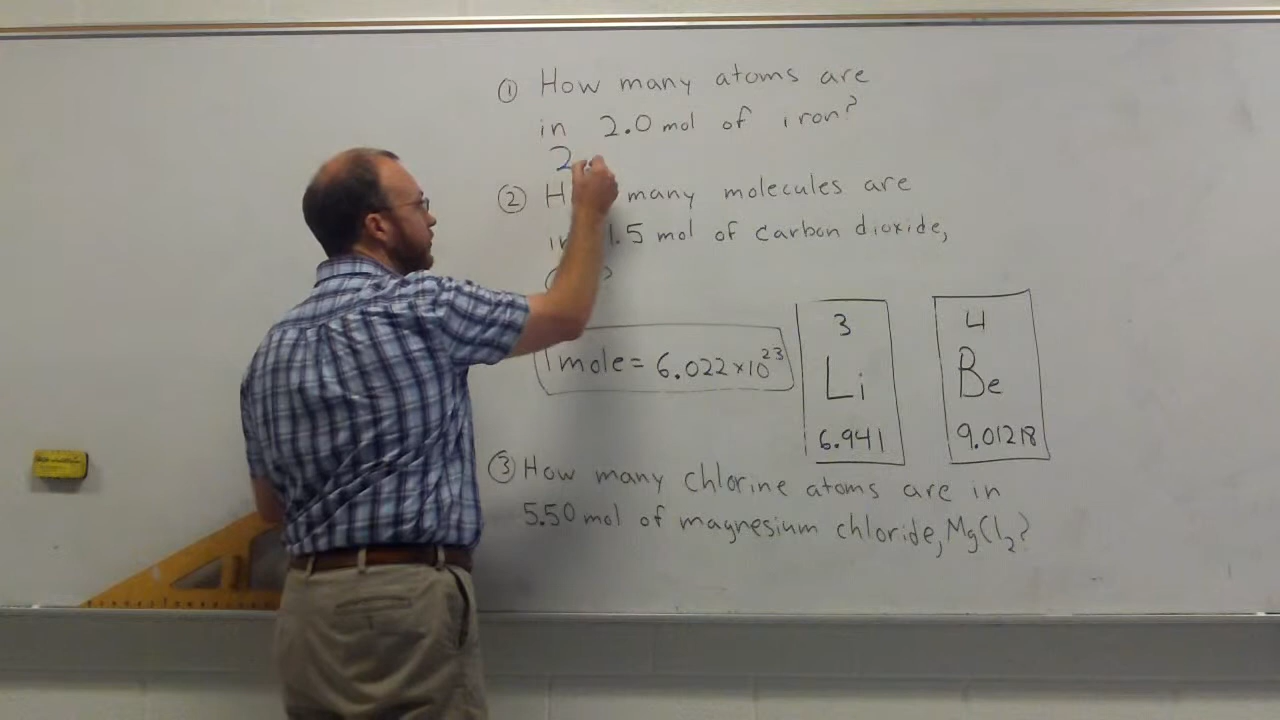 ① How many atoms are
in 2.0 mol of iron?
2
② many molecules are
1.5 mol of carbon dioxide,
?
1 mole = 6.022×10²³
3
Li
6.941
4
Be
9.01218
③ How many chlorine atoms are in
5.50 mol of magnesium chloride, MgCl₂?